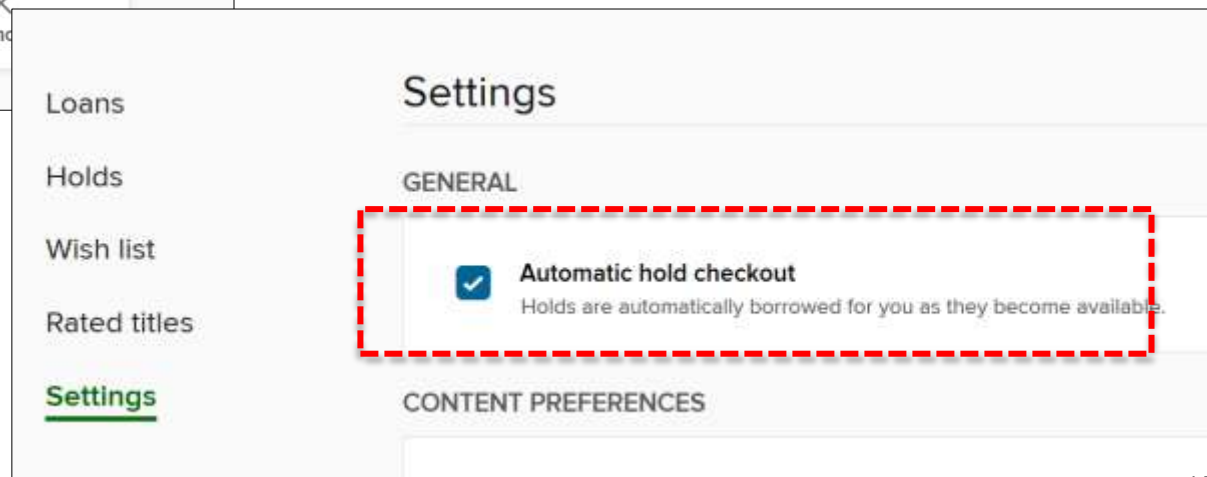 Settings
Loans
Holds
Wish list
Rated titles
Settings
GENERAL
Automatic hold checkout
Holds are automatically borrowed for you as they become available.
CONTENT PREFERENCES